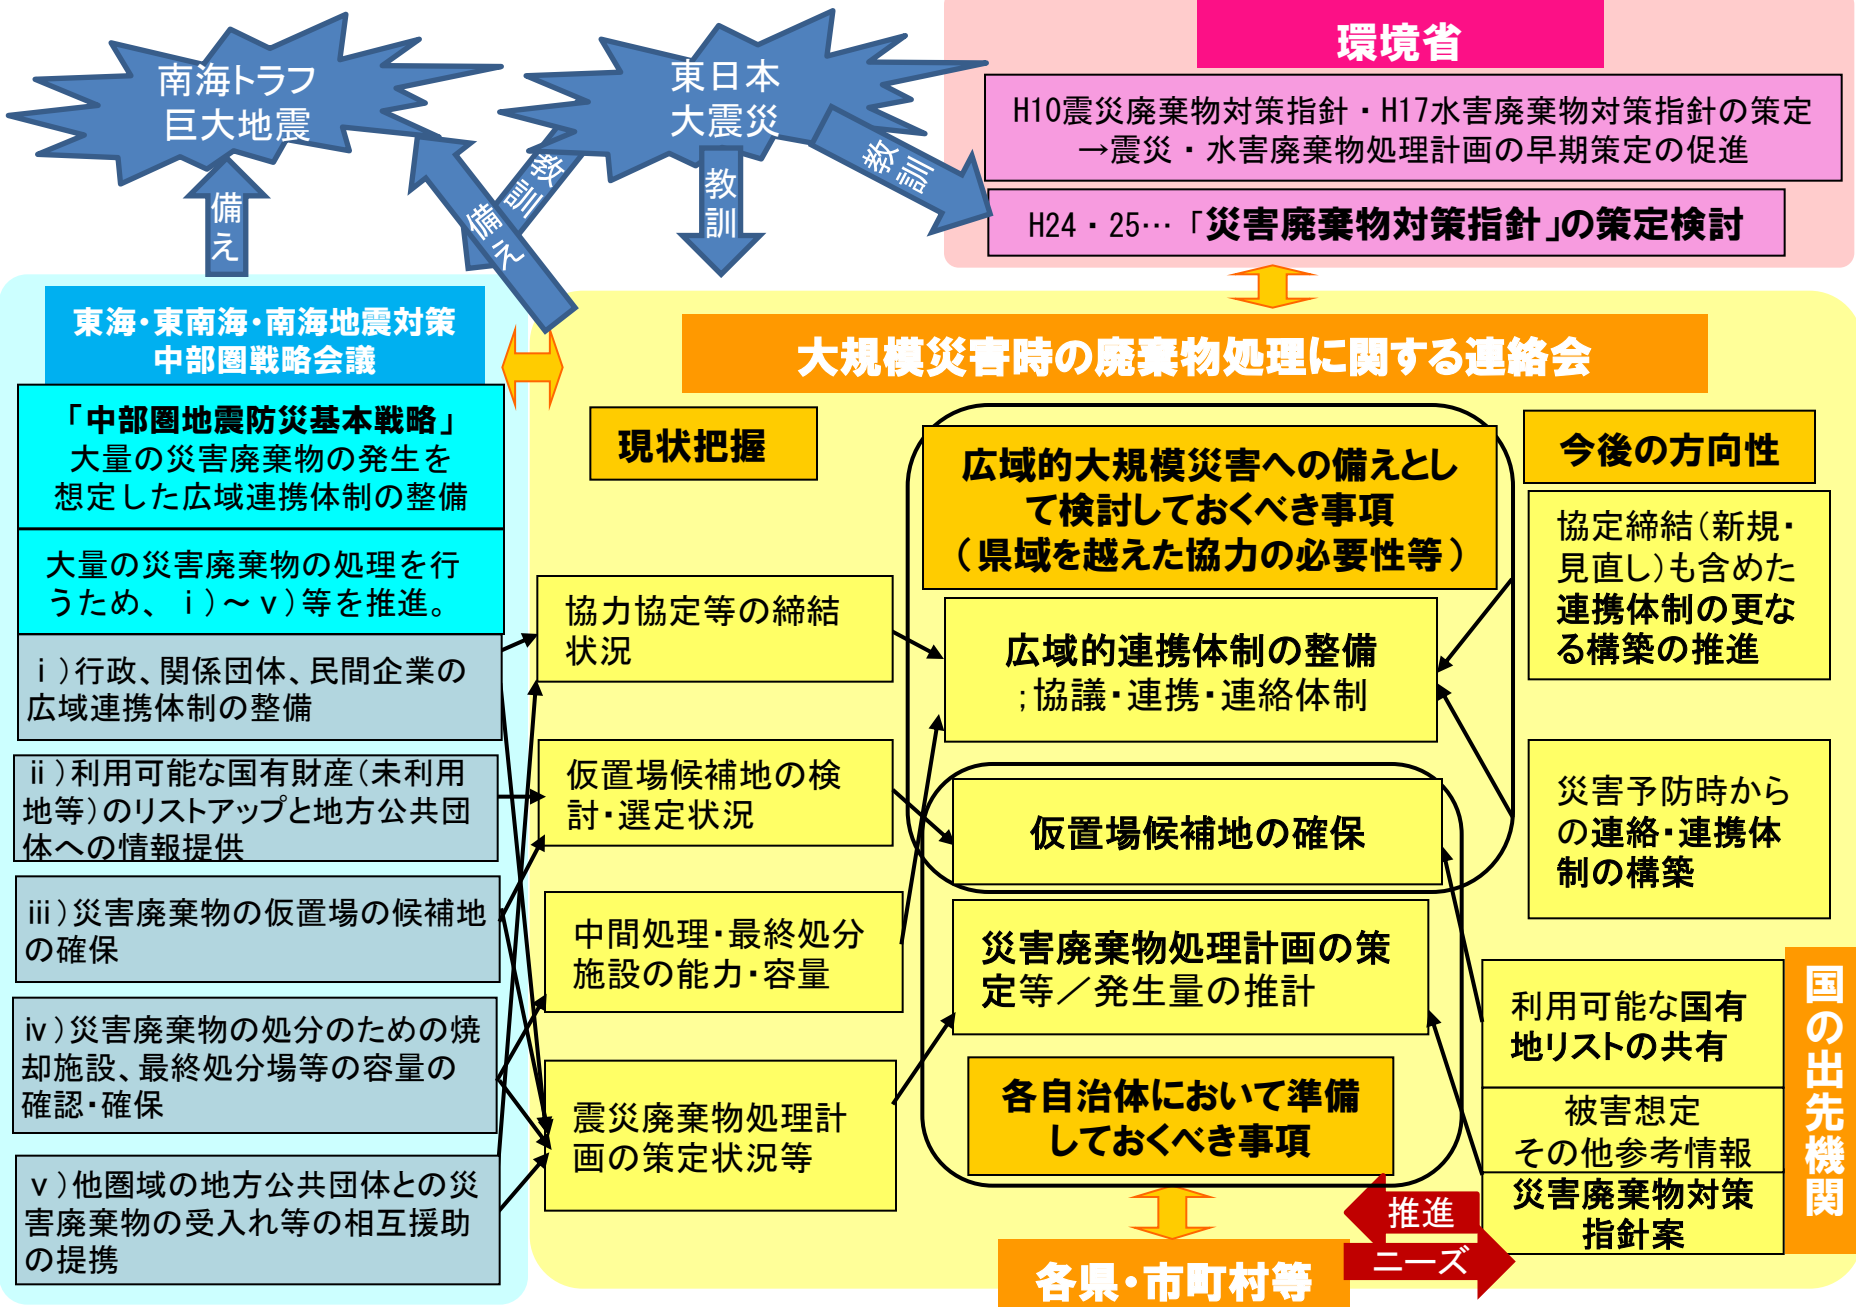 南海トラフ
巨大地震
東日本
大震災
環境省
H10震災廃棄物対策指針・H17水害廃棄物対策指針の策定
→震災・水害廃棄物処理計画の早期策定の促進
H24・25…「災害廃棄物対策指針」の策定検討
教訓
教訓
教訓
備え
備え
東海・東南海・南海地震対策
中部圏戦略会議
「中部圏地震防災基本戦略」
大量の災害廃棄物の発生を
想定した広域連携体制の整備
大量の災害廃棄物の処理を行
うため、ⅰ)～ⅴ)等を推進。
ⅰ)行政、関係団体、民間企業の
広域連携体制の整備
ⅱ)利用可能な国有財産(未利用
地等)のリストアップと地方公共団
体への情報提供
ⅲ)災害廃棄物の仮置場の候補地
の確保
ⅳ)災害廃棄物の処分のための焼
却施設、最終処分場等の容量の
確認・確保
ⅴ)他圏域の地方公共団体との災
害廃棄物の受入れ等の相互援助
の提携
大規模災害時の廃棄物処理に関する連絡会
現状把握
協力協定等の締結
状況
仮置場候補地の検
討・選定状況
中間処理・最終処分
施設の能力・容量
震災廃棄物処理計
画の策定状況等
広域的大規模災害への備えとし
て検討しておくべき事項
(県域を越えた協力の必要性等)
広域的連携体制の整備
;協議・連携・連絡体制
仮置場候補地の確保
災害廃棄物処理計画の策
定等／発生量の推計
各自治体において準備
しておくべき事項
今後の方向性
協定締結(新規・
見直し)も含めた
連携体制の更な
る構築の推進
災害予防時から
の連絡・連携体
制の構築
国の出先機関
利用可能な国有
地リストの共有
被害想定
その他参考情報
災害廃棄物対策
指針案
推進
ニーズ
各県・市町村等